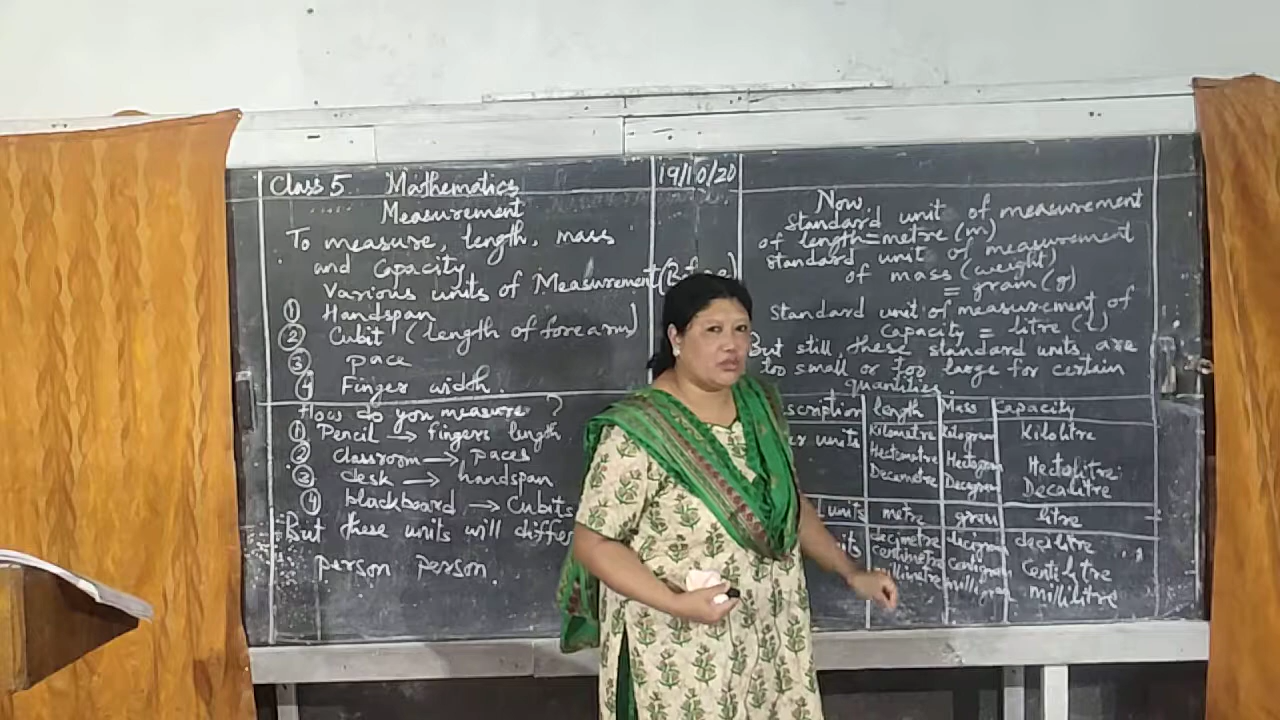 Class 5 Mathematics
19/10/20
Measurement
To measure, length, mass
and Capacity
Various units of Measurement
① Handspan
② Cubit (length of forearm)
③ pace
④ Finger width.
How do you measure ?
① Pencil → fingers length
② classroom → paces
③ desk → handspan
④ blackboard → Cubits
But these units will differ
person person.
Now
standard unit of measurement
of length = metre (m)
standard unit of measurement
of mass (weight)
= gram (g)
standard unit of measurement of
capacity = litre (l)
But still these standard units are
too small or too large for certain
quantities
length Mass Capacity
units Kilometre Kilogram Kilolitre
Hectometre Hectogram Hectolitre
Decametre Decagram Decalitre
units metre gram litre
decimetre decigram decilitre
centimetre centigram Centilitre
millimetre milligram Millilitre